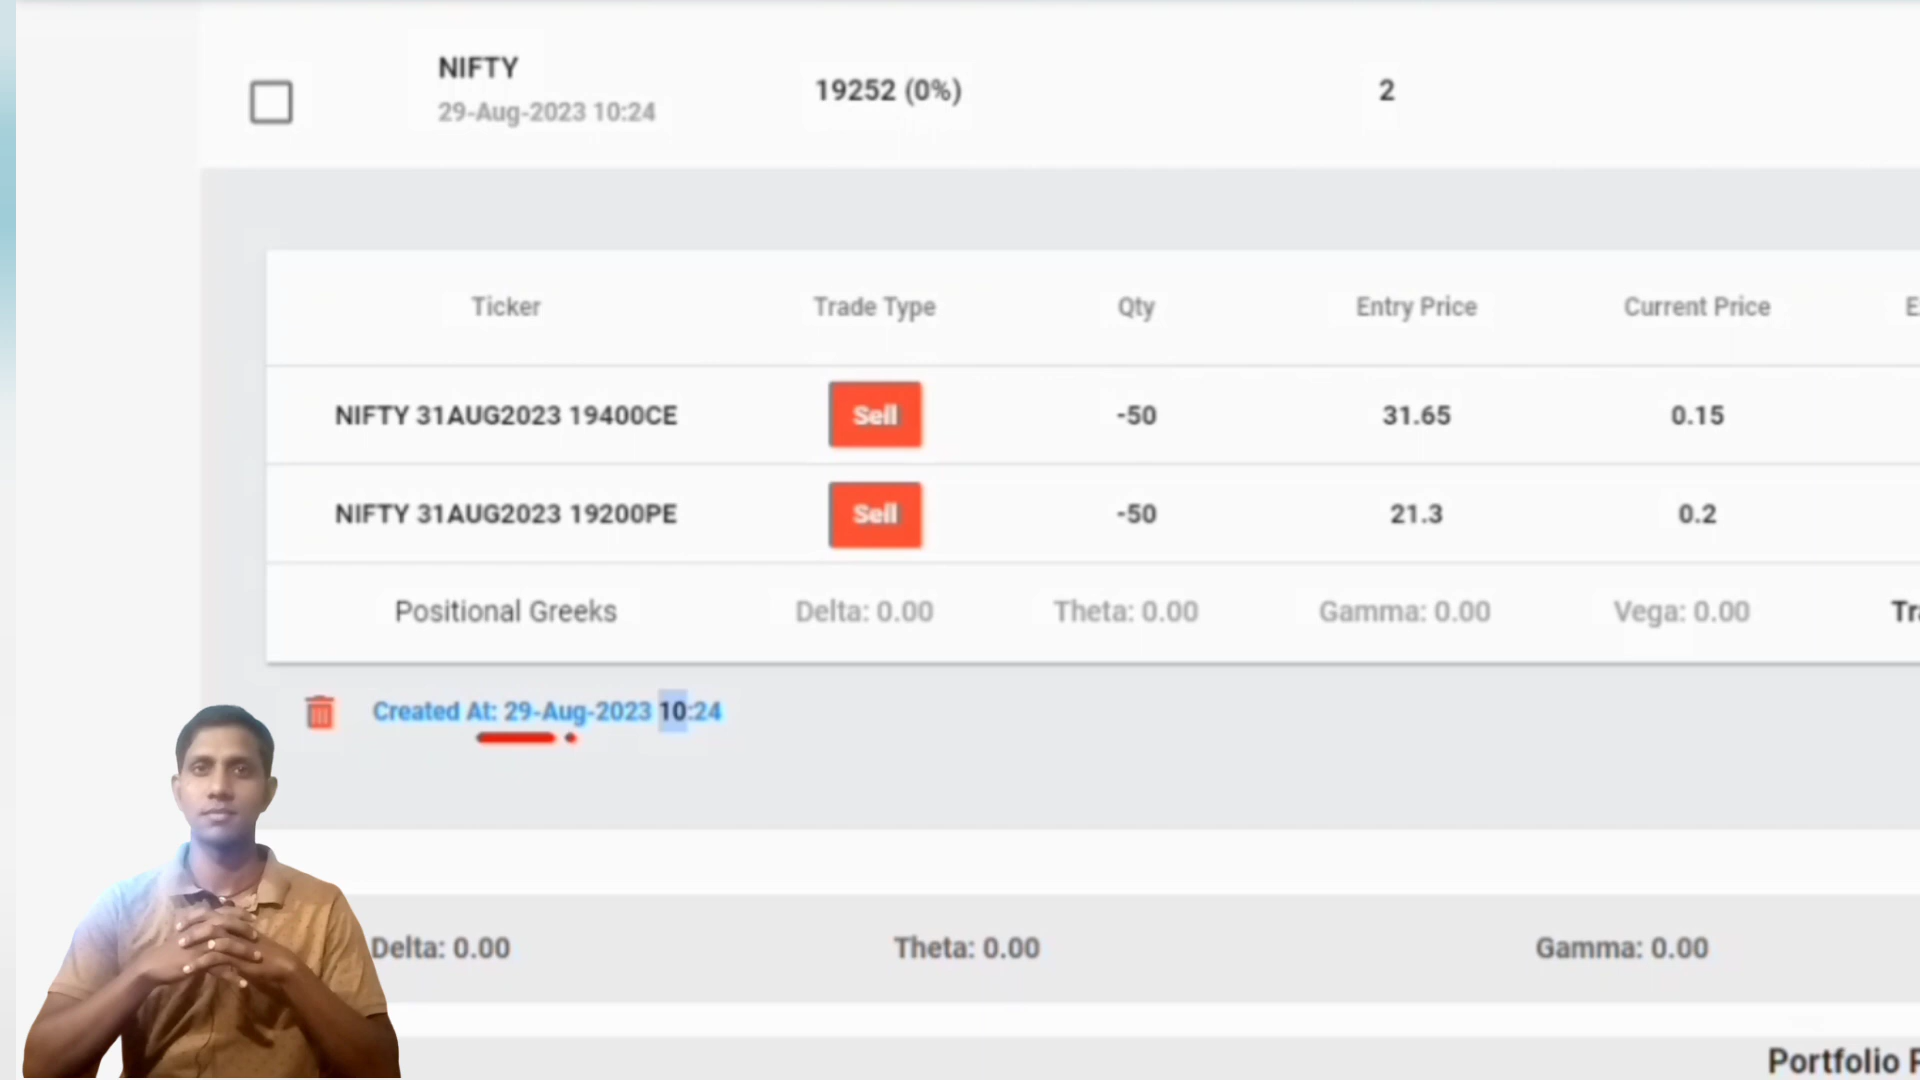 NIFTY
29-Aug-2023 10:24
19252 (0%)
2
Ticker Trade Type Qty Entry Price Current Price
NIFTY 31AUG2023 19400CE Sell -50 31.65 0.15
NIFTY 31AUG2023 19200PE Sell -50 21.3 0.2
Positional Greeks Delta: 0.00 Theta: 0.00 Gamma: 0.00 Vega: 0.00
Created At: 29-Aug-2023 10:24
Delta: 0.00 Theta: 0.00 Gamma: 0.00
Portfolio